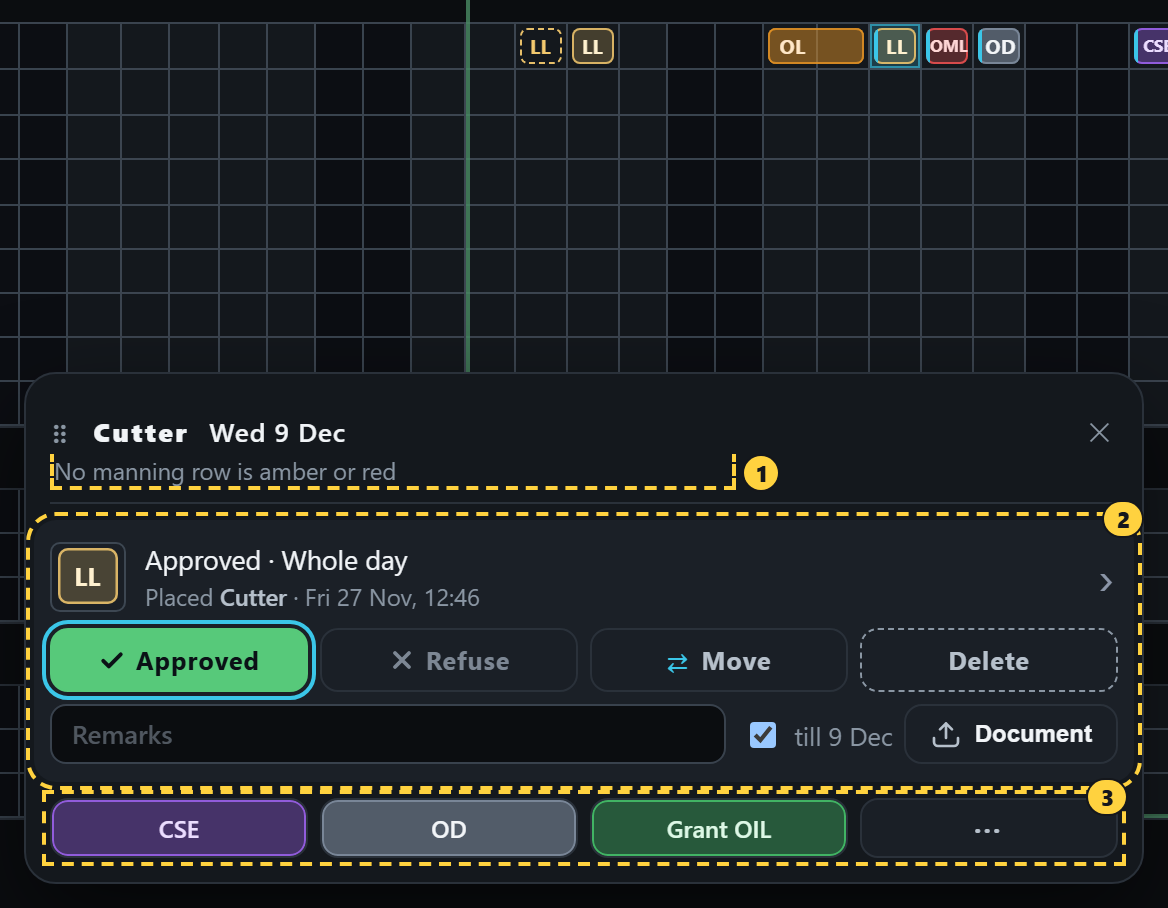 LL LL OL LL OML OD CSE
Cutter Wed 9 Dec
No manning row is amber or red
1
2
LL Approved · Whole day
Placed Cutter · Fri 27 Nov, 12:46
Approved Refuse Move Delete
Remarks till 9 Dec Document
3
CSE OD Grant OIL ...